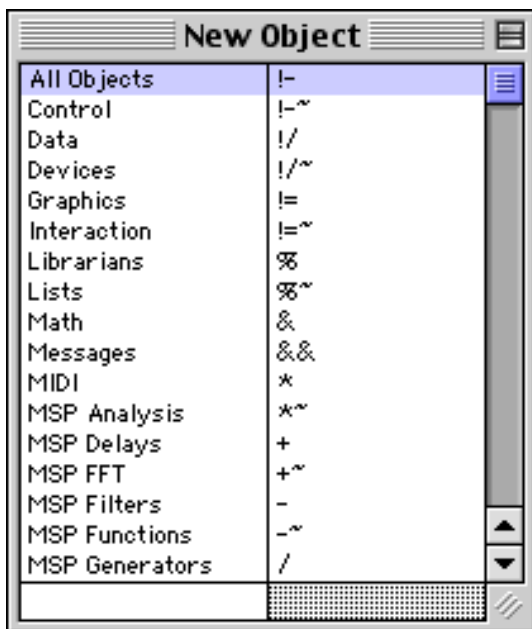 New Object
All Objects !-
Control !-~
Data !/
Devices !/~
Graphics !=
Interaction !=~
Librarians %
Lists %~
Math &
Messages &&
MIDI *
MSP Analysis *~
MSP Delays +
MSP FFT +~
MSP Filters -
MSP Functions -~
MSP Generators /